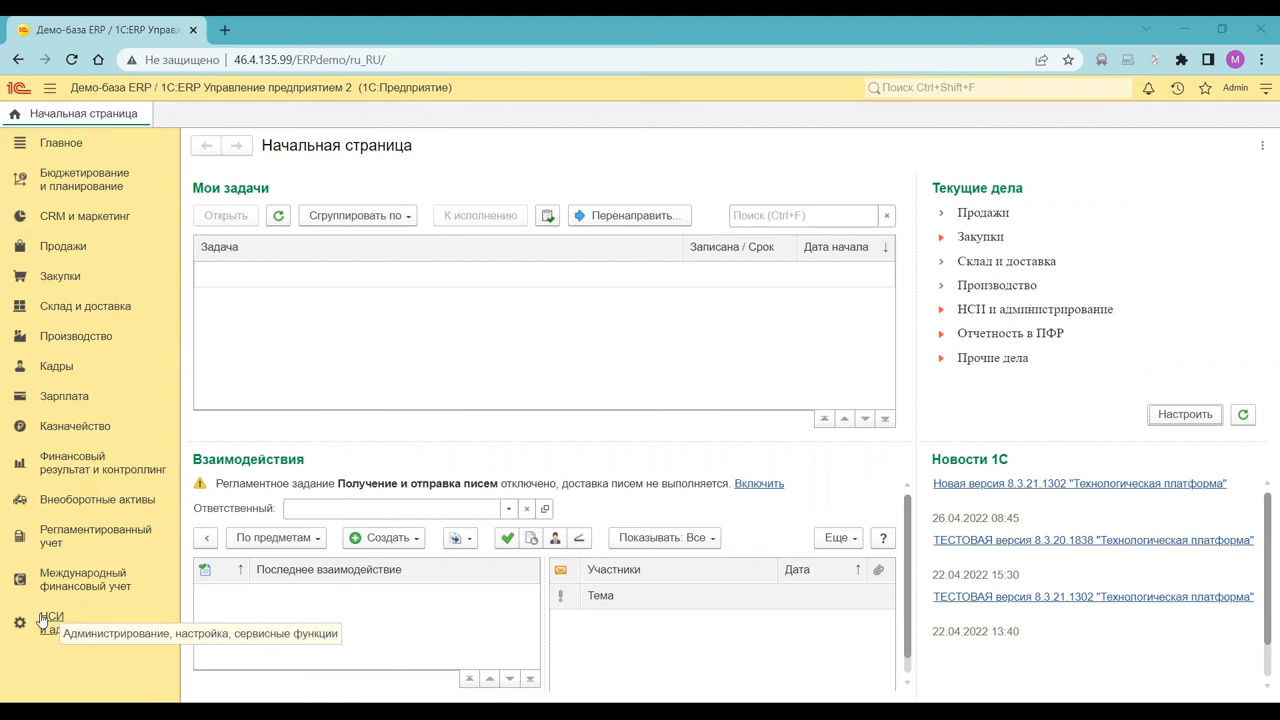 Демо-база ERP / 1С:ERP Управл
Не защищено
46.4.135.99/ERPdemo/ru_RU/
M
1С
Демо-база ERP / 1С:ERP Управление предприятием 2 (1С:Предприятие)
Поиск Ctrl+Shift+F
Admin
Начальная страница
Главное
Бюджетирование
и планирование
CRM и маркетинг
Продажи
Закупки
Склад и доставка
Производство
Кадры
Зарплата
Казначейство
Финансовый
результат и контроллинг
Внеоборотные активы
Регламентированный
учет
Международный
финансовый учет
НСИ
Администрирование, настройка, сервисные функции
Начальная страница
Мои задачи
Открыть
Сгруппировать по
К исполнению
Перенаправить...
Поиск (Ctrl+F)
Задача
Записана / Срок
Дата начала
Взаимодействия
Регламентное задание Получение и отправка писем отключено, доставка писем не выполняется. Включить
Ответственный:
По предметам
Создать
Показывать: Все
Еще
?
Последнее взаимодействие
Участники
Дата
Тема
Текущие дела
Продажи
Закупки
Склад и доставка
Производство
НСИ и администрирование
Отчетность в ПФР
Прочие дела
Настроить
Новости 1С
Новая версия 8.3.21.1302 "Технологическая платформа"
26.04.2022 08:45
ТЕСТОВАЯ версия 8.3.20.1838 "Технологическая платформа"
22.04.2022 15:30
ТЕСТОВАЯ версия 8.3.21.1302 "Технологическая платформа"
22.04.2022 13:40